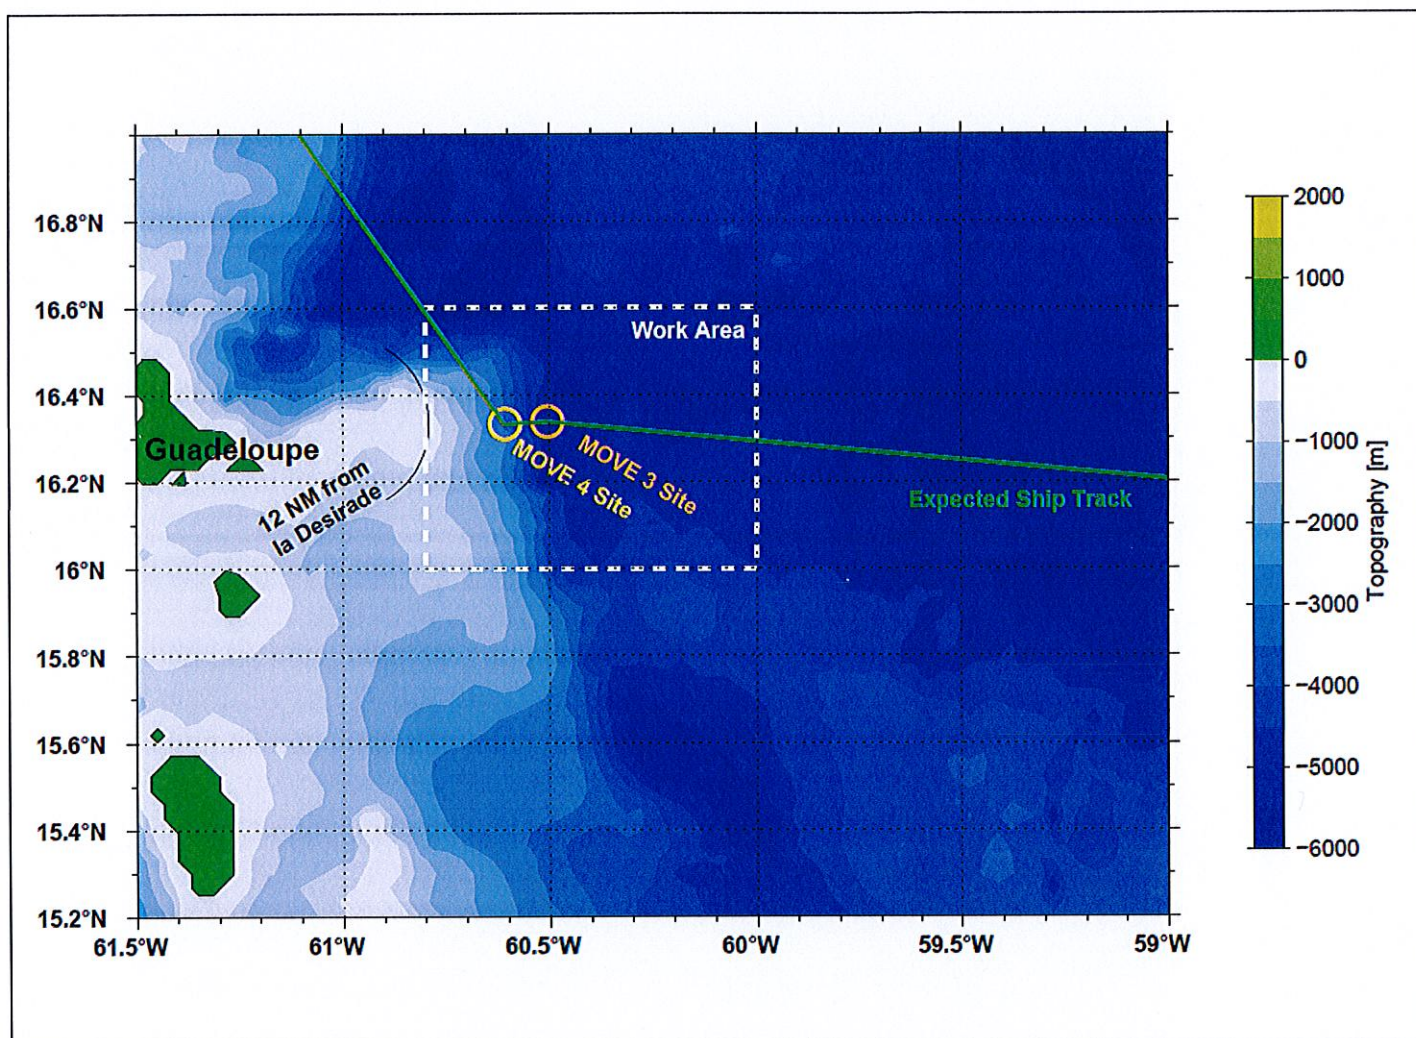 16.8°N
16.6°N
16.4°N
16.2°N
16°N
15.8°N
15.6°N
15.4°N
15.2°N
61.5°W
61°W
60.5°W
60°W
59.5°W
59°W
Work Area
Guadeloupe
12 NM from
la Desirade
MOVE 3 Site
MOVE 4 Site
Expected Ship Track
2000
1000
0
−1000
−2000
−3000
−4000
−5000
−6000
Topography [m]